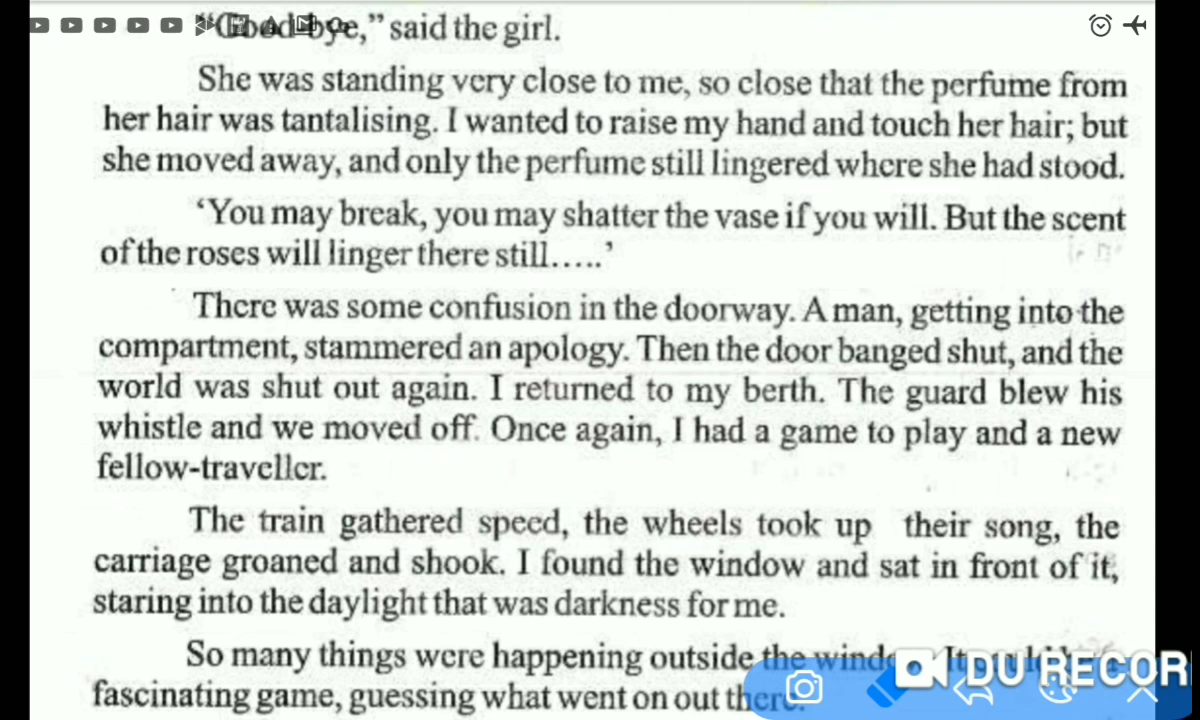 “Good-bye,” said the girl.
She was standing very close to me, so close that the perfume from
her hair was tantalising. I wanted to raise my hand and touch her hair; but
she moved away, and only the perfume still lingered where she had stood.
‘You may break, you may shatter the vase if you will. But the scent
of the roses will linger there still.....’
There was some confusion in the doorway. A man, getting into the
compartment, stammered an apology. Then the door banged shut, and the
world was shut out again. I returned to my berth. The guard blew his
whistle and we moved off. Once again, I had a game to play and a new
fellow-traveller.
The train gathered speed, the wheels took up their song, the
carriage groaned and shook. I found the window and sat in front of it,
staring into the daylight that was darkness for me.
So many things were happening outside the window. It
fascinating game, guessing what went on out there.
DU RECOR